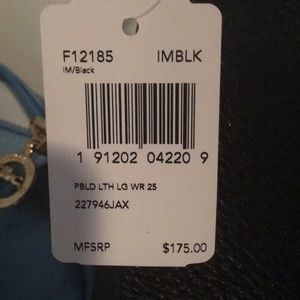 F12185 IMBLK
IM/Black
1 91202 04220 9
PBLD LTH LG WR 25
227946JAX
MFSRP $175.00